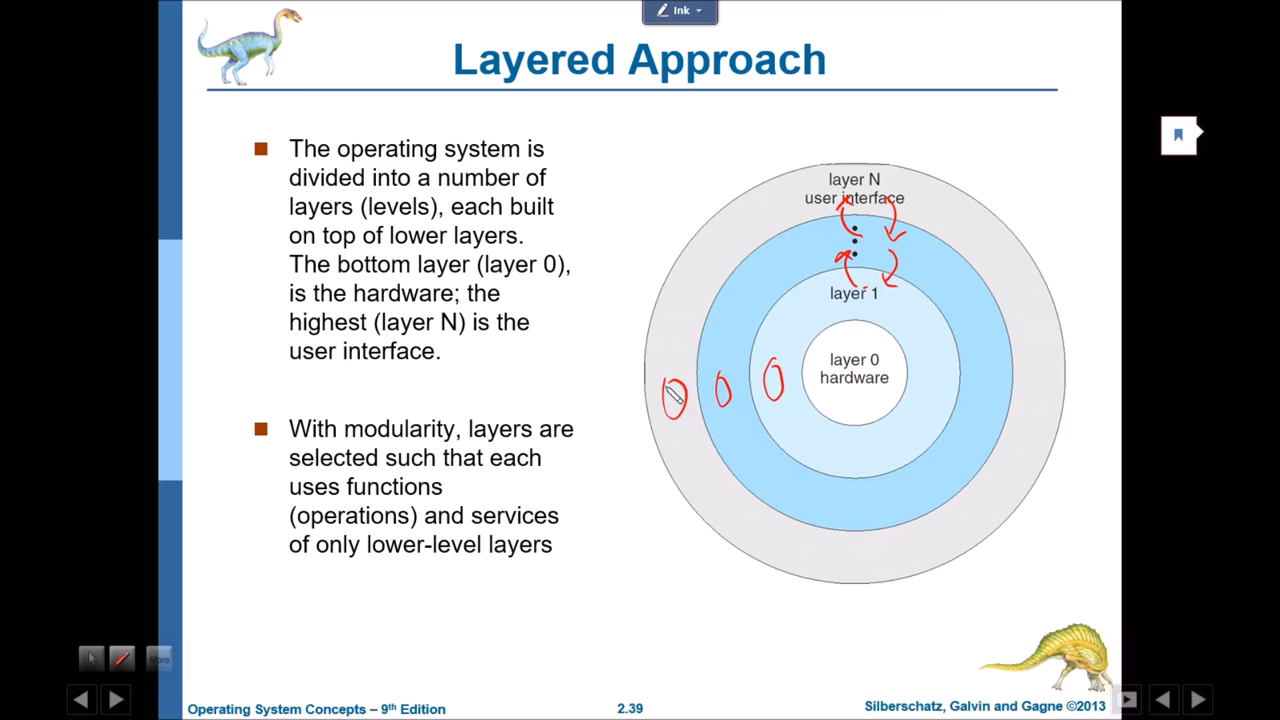 Ink
Layered Approach
The operating system is
divided into a number of
layers (levels), each built
on top of lower layers.
The bottom layer (layer 0),
is the hardware; the
highest (layer N) is the
user interface.
With modularity, layers are
selected such that each
uses functions
(operations) and services
of only lower-level layers
layer N
user interface
layer 1
layer 0
hardware
More
Operating System Concepts – 9th Edition
2.39
Silberschatz, Galvin and Gagne ©2013